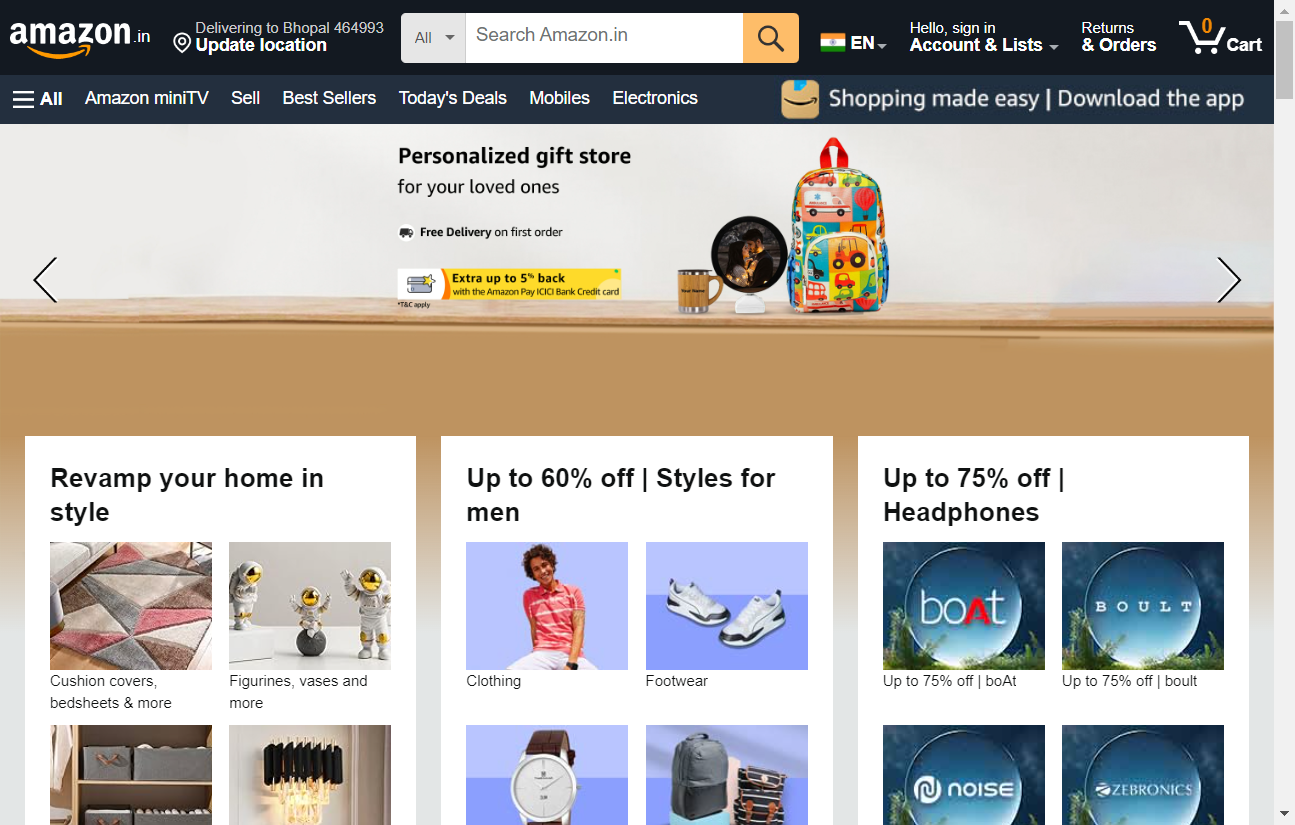 amazon.in
Delivering to Bhopal 464993
Update location
All
Search Amazon.in
EN
Hello, sign in
Account & Lists
Returns
& Orders
0
Cart
All
Amazon miniTV
Sell
Best Sellers
Today's Deals
Mobiles
Electronics
Shopping made easy | Download the app
Personalized gift store
for your loved ones
Free Delivery on first order
Extra up to 5% back
with the Amazon Pay ICICI Bank Credit card
*T&C apply
Your Name
Revamp your home in
style
Cushion covers,
bedsheets & more
Figurines, vases and
more
Up to 60% off | Styles for
men
Clothing
Footwear
Up to 75% off |
Headphones
boAt
BOULT
Up to 75% off | boAt
Up to 75% off | boult
noise
ZEBRONICS